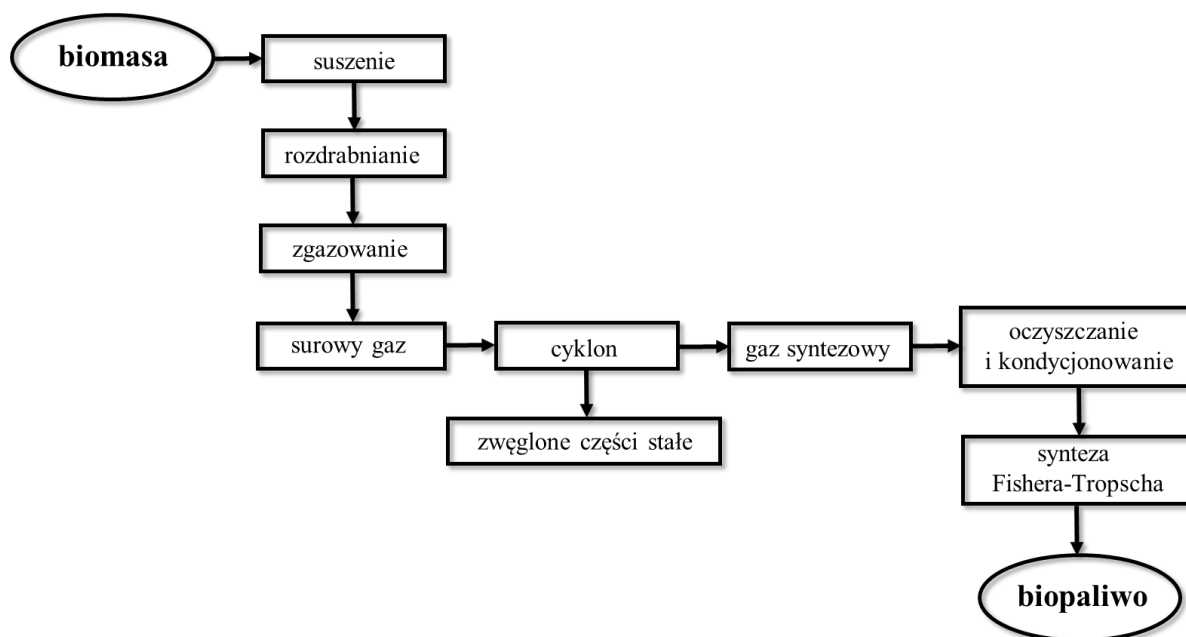 biomasa
suszenie
rozdrabnianie
zgazowanie
surowy gaz
cyklon
zwęglone części stałe
gaz syntezowy
oczyszczanie
i kondycjonowanie
synteza
Fishera-Tropscha
biopaliwo